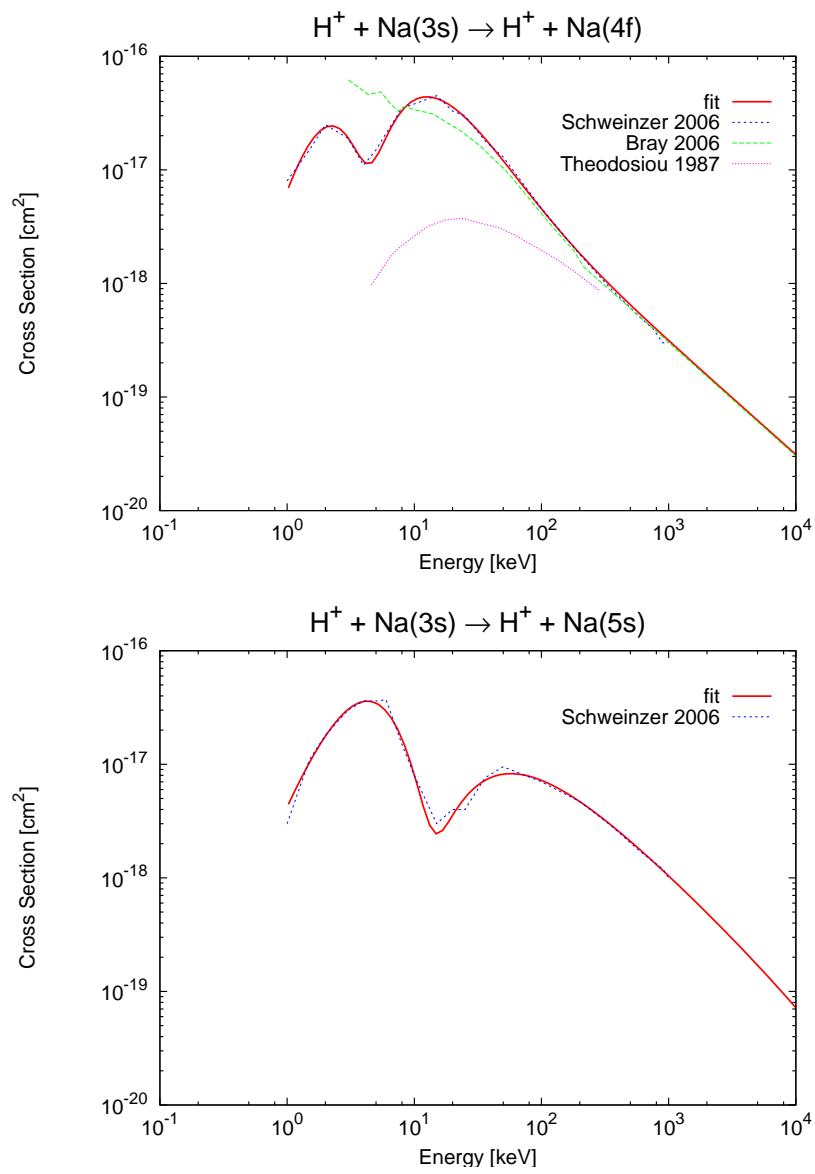 H⁺ + Na(3s) → H⁺ + Na(4f)
10⁻¹⁶
10⁻¹⁷
10⁻¹⁸
10⁻¹⁹
10⁻²⁰
Cross Section [cm²]
fit
Schweinzer 2006
Bray 2006
Theodosiou 1987
10⁻¹ 10⁰ 10¹ 10² 10³ 10⁴
Energy [keV]
H⁺ + Na(3s) → H⁺ + Na(5s)
10⁻¹⁶
10⁻¹⁷
10⁻¹⁸
10⁻¹⁹
10⁻²⁰
Cross Section [cm²]
fit
Schweinzer 2006
10⁻¹ 10⁰ 10¹ 10² 10³ 10⁴
Energy [keV]